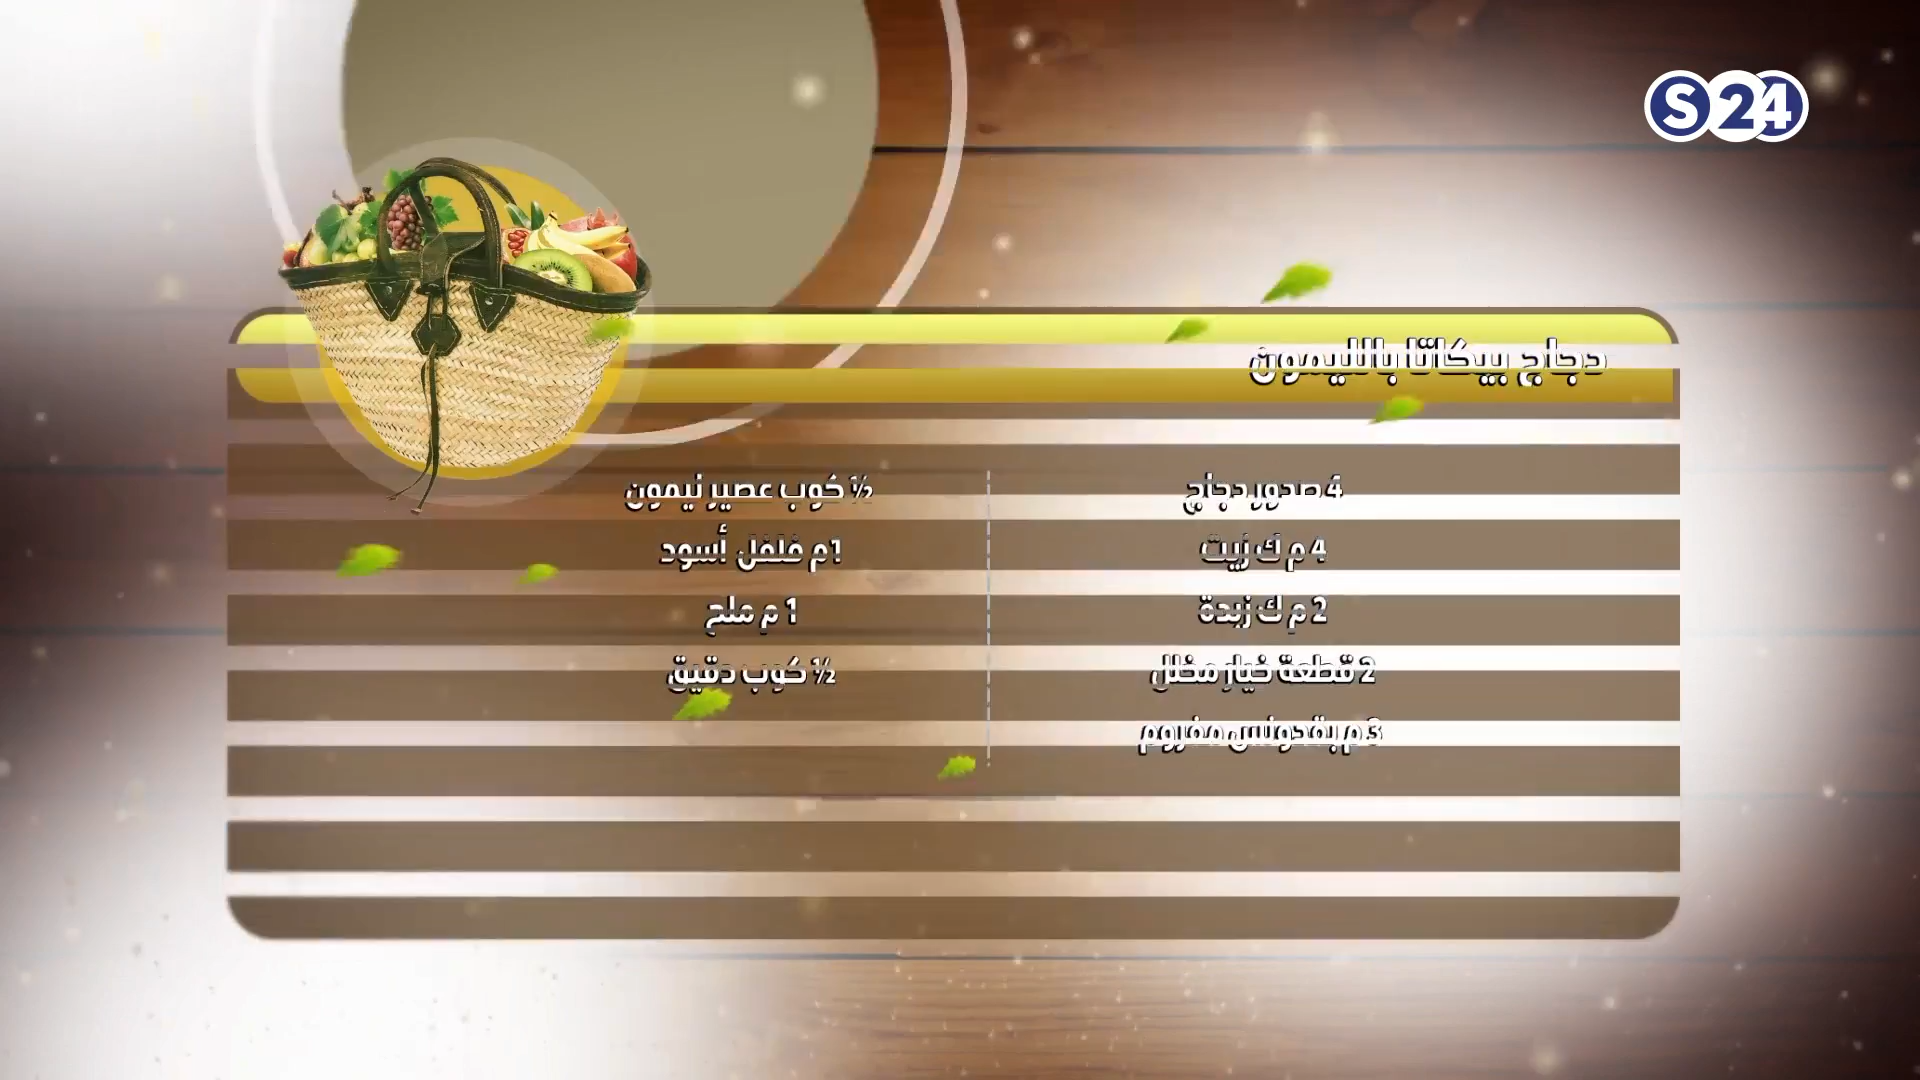 S24
دجاج بيكاتا بالليمون
4 صدور دجاج
4 م ك زيت
2 م ك زبدة
2 قطعة خيار مخلل
3 م بقدونس مفروم
½ كوب عصير ليمون
1م فلفل أسود
1 م ملح
½ كوب دقيق